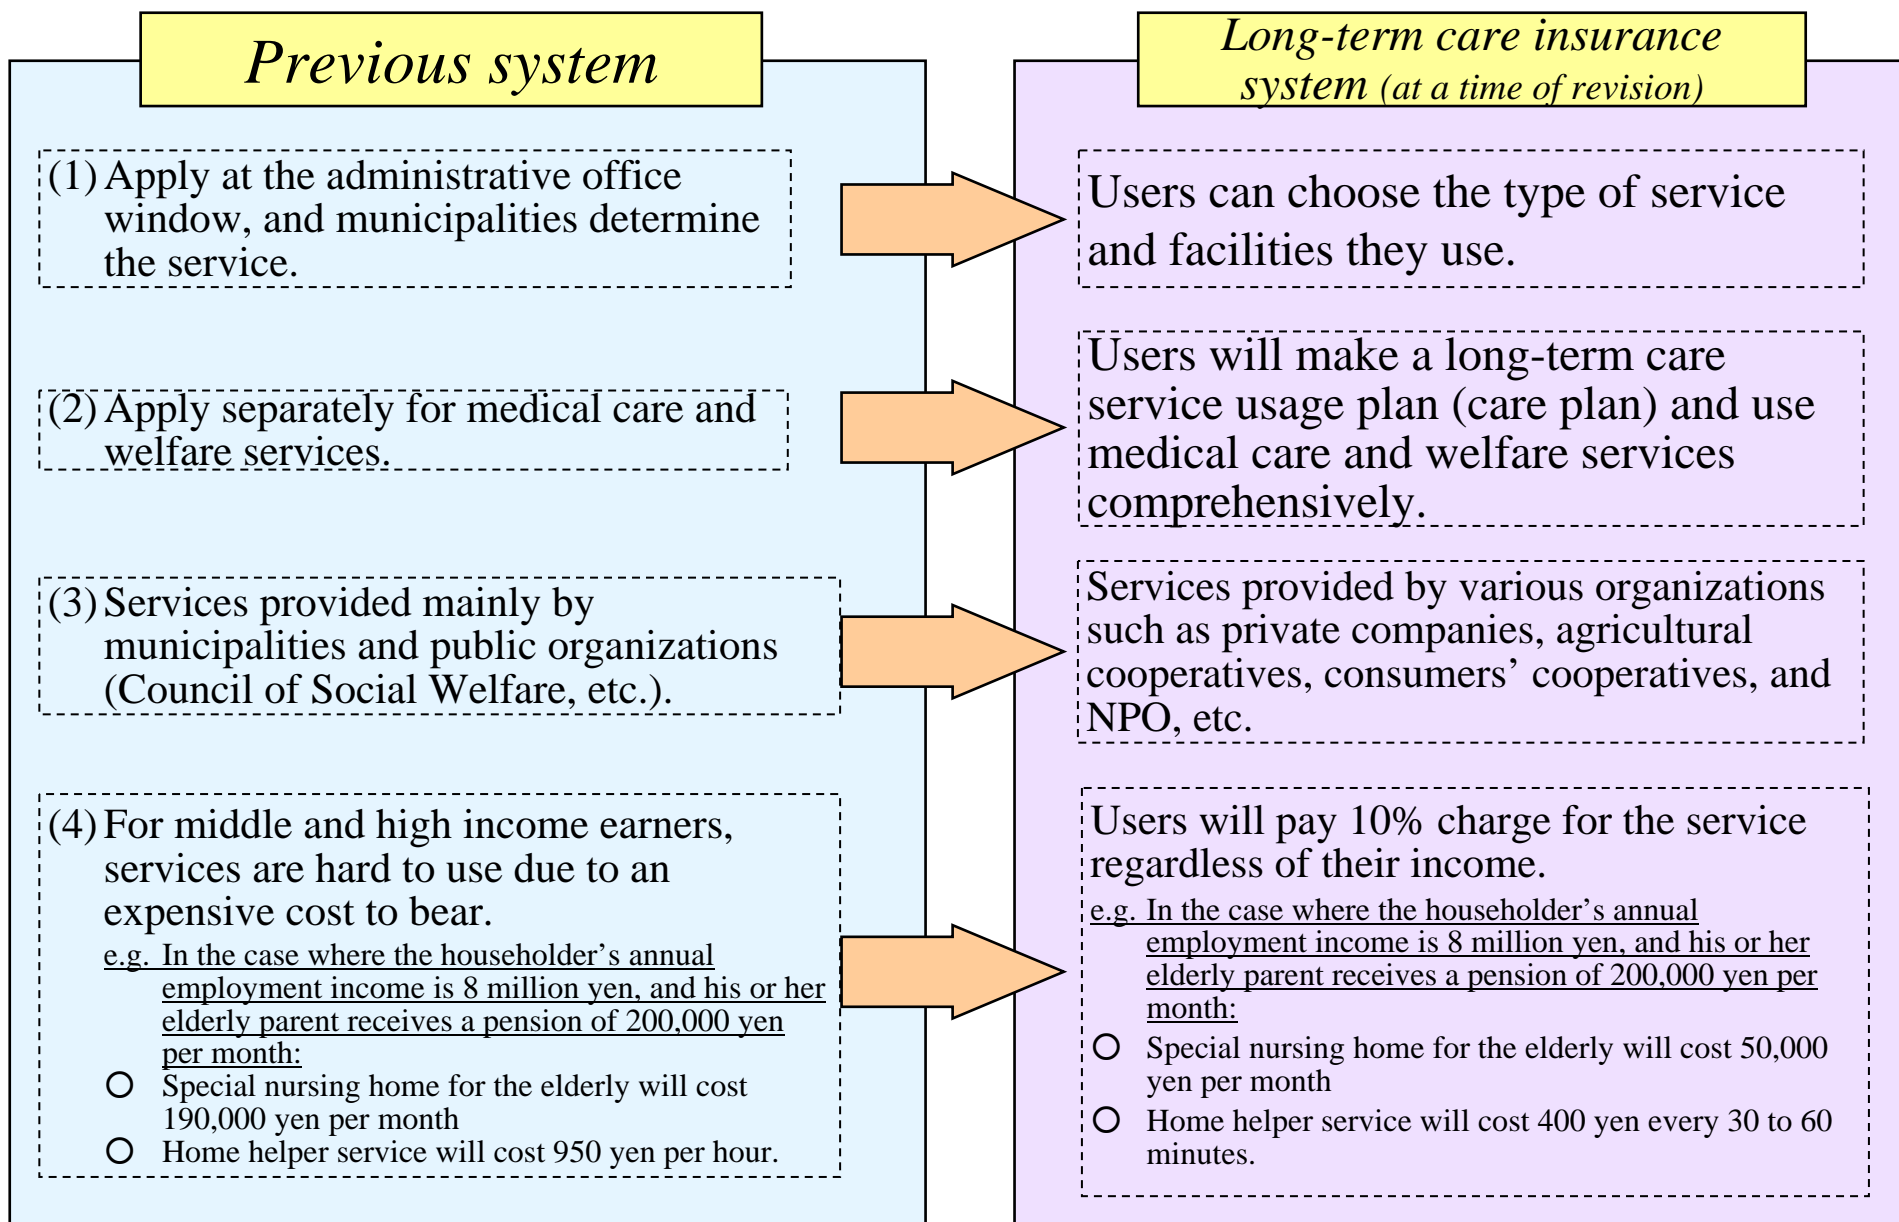 Previous system
(1) Apply at the administrative office
window, and municipalities determine
the service.
(2) Apply separately for medical care and
welfare services.
(3) Services provided mainly by
municipalities and public organizations
(Council of Social Welfare, etc.).
(4) For middle and high income earners,
services are hard to use due to an
expensive cost to bear.
e.g. In the case where the householder’s annual
employment income is 8 million yen, and his or her
elderly parent receives a pension of 200,000 yen
per month:
○ Special nursing home for the elderly will cost
190,000 yen per month
○ Home helper service will cost 950 yen per hour.
Long-term care insurance
system (at a time of revision)
Users can choose the type of service
and facilities they use.
Users will make a long-term care
service usage plan (care plan) and use
medical care and welfare services
comprehensively.
Services provided by various organizations
such as private companies, agricultural
cooperatives, consumers’ cooperatives, and
NPO, etc.
Users will pay 10% charge for the service
regardless of their income.
e.g. In the case where the householder’s annual
employment income is 8 million yen, and his or her
elderly parent receives a pension of 200,000 yen per
month:
○ Special nursing home for the elderly will cost 50,000
yen per month
○ Home helper service will cost 400 yen every 30 to 60
minutes.